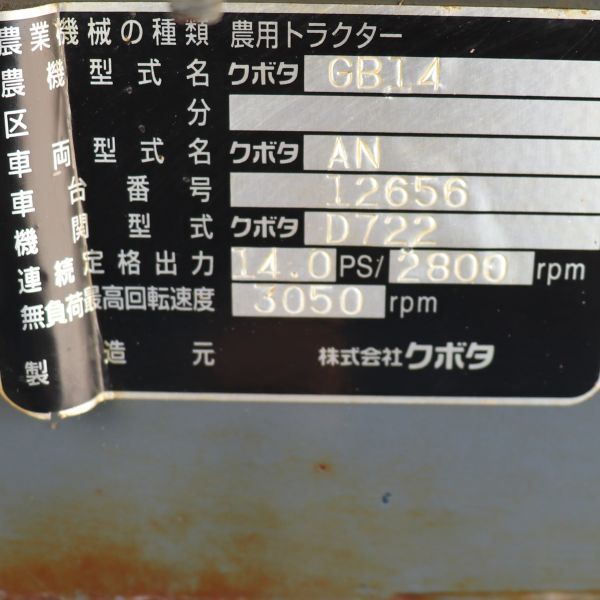 農業機械の種類 農用トラクター
農機型式名 クボタ GB14
区分
車両型式名 クボタ AN
車台番号 12656
機関型式 クボタ D722
連続定格出力 14.0 PS/ 2800 rpm
無負荷最高回転速度 3050 rpm
製造元 株式会社クボタ